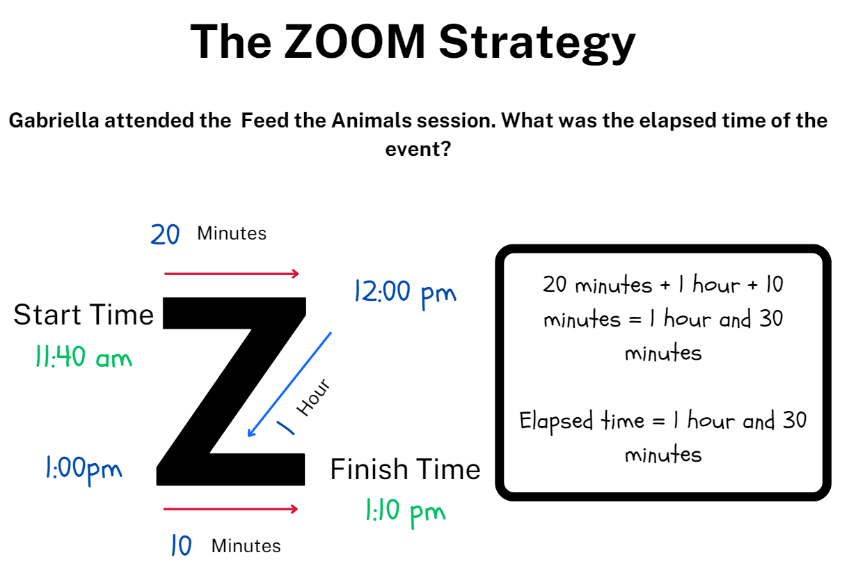 The ZOOM Strategy
Gabriella attended the Feed the Animals session. What was the elapsed time of the
event?
20 Minutes
12:00 pm
Start Time
11:40 am
1 Hour
1:00pm
Finish Time
1:10 pm
10 Minutes
20 minutes + 1 hour + 10
minutes = 1 hour and 30
minutes
Elapsed time = 1 hour and 30
minutes